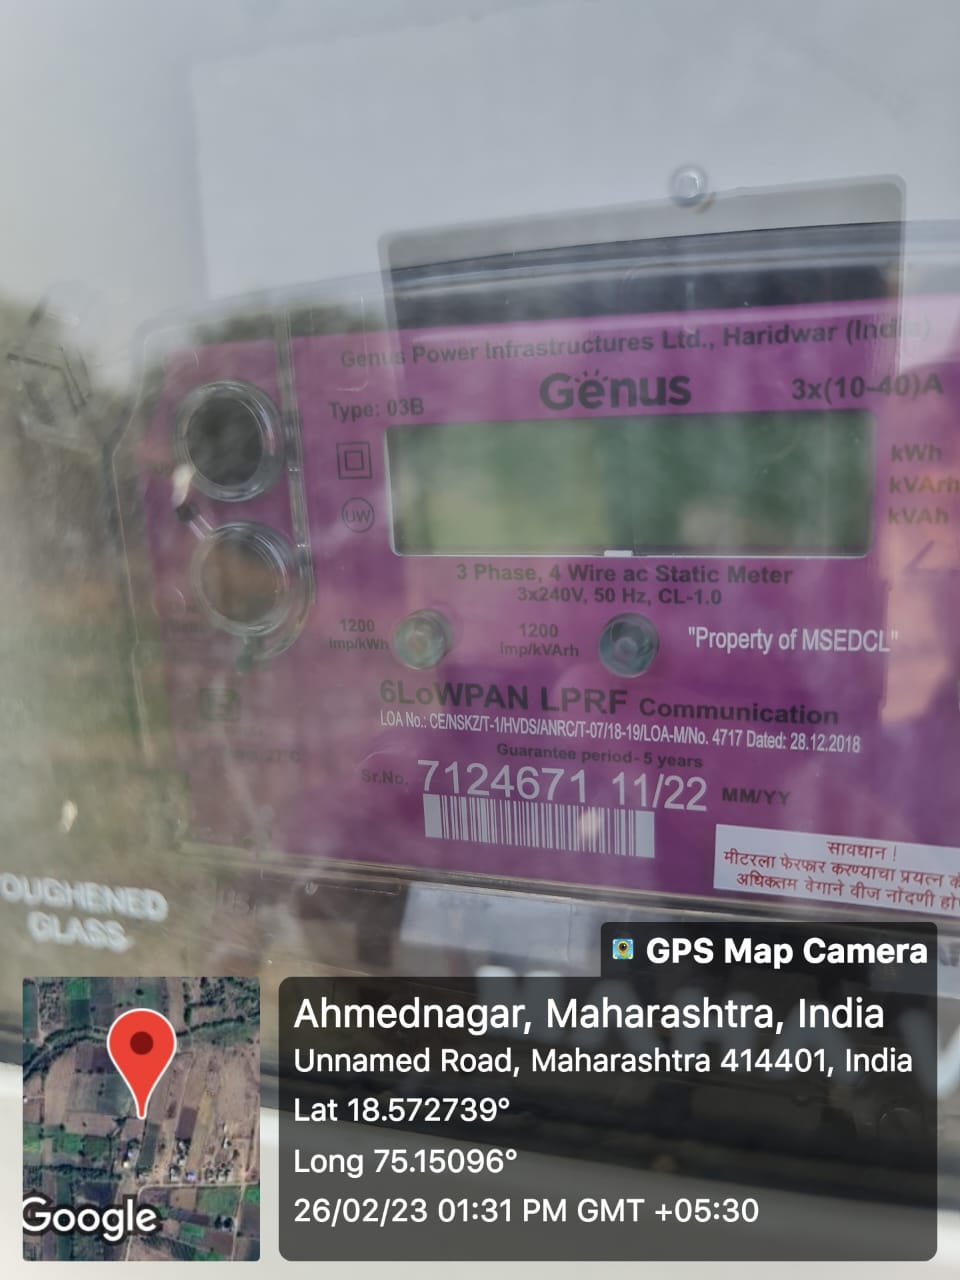 Genus Power Infrastructures Ltd., Haridwar (India)
Genus
3x(10-40)A
Type: 03B
kWh
kVArh
kVAh
UW
3 Phase, 4 Wire ac Static Meter
3x240V, 50 Hz, CL-1.0
1200
imp/kWh
1200
imp/kVArh
"Property of MSEDCL"
6LoWPAN LPRF Communication
LOA No.: CE/NSKZ/T-1/HVDS/ANRC/T-07/18-19/LOA-M/No. 4717 Dated: 28.12.2018
Guarantee period- 5 years
Sr.No. 7124671 11/22 MM/YY
सावधान !
मीटरला फेरफार करण्याचा प्रयत्न
अधिकतम वेगाने वीज नोंदणी
OUGHENED
GLASS
GPS Map Camera
Ahmednagar, Maharashtra, India
Unnamed Road, Maharashtra 414401, India
Lat 18.572739°
Long 75.15096°
26/02/23 01:31 PM GMT +05:30
Google